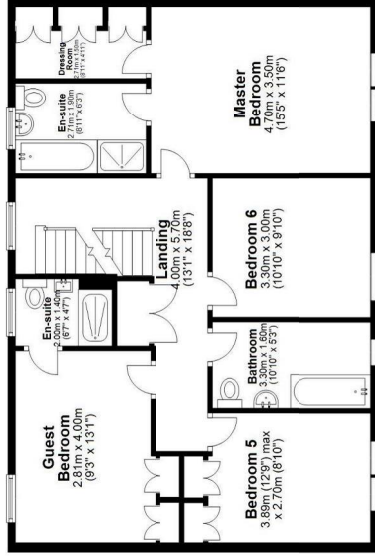 Guest
Bedroom
2.81m x 4.00m
(9'3" x 13'1")
En-suite
2.00m x 1.40m
(6'7" x 4'7")
En-suite
2.71m x 1.90m
(8'11" x 6'3")
Dressing
Room
2.71m x 1.50m
(8'11" x 4'11")
Landing
4.00m x 5.70m
(13'1" x 18'8")
Bedroom 5
3.89m (12'9") max
x 2.70m (8'10")
Bathroom
3.30m x 1.60m
(10'10" x 5'3")
Bedroom 6
3.30m x 3.00m
(10'10" x 9'10")
Master
Bedroom
4.70m x 3.50m
(15'5" x 11'6")